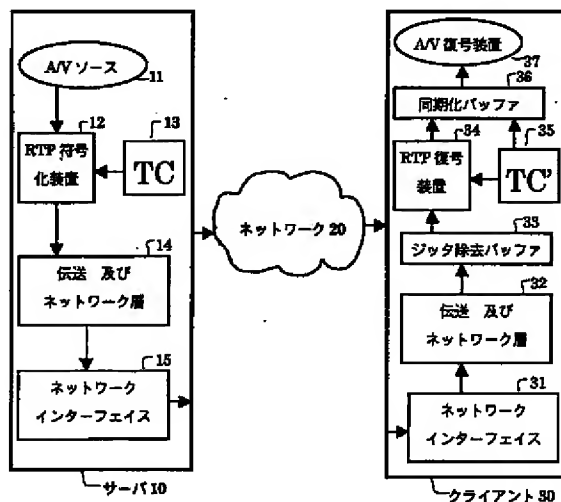 A/V ソース
11
12
13
RTP 符号
化装置
TC
14
伝送 及び
ネットワーク層
15
ネットワーク
インターフェイス
サーバ 10
ネットワーク 20
A/V 復号装置
37
36
同期化バッファ
34
35
RTP 復号
装置
TC'
33
ジッタ除去バッファ
32
伝送 及び
ネットワーク層
31
ネットワーク
インターフェイス
クライアント 30